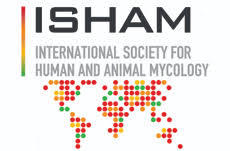 ISHAM
INTERNATIONAL SOCIETY FOR
HUMAN AND ANIMAL MYCOLOGY